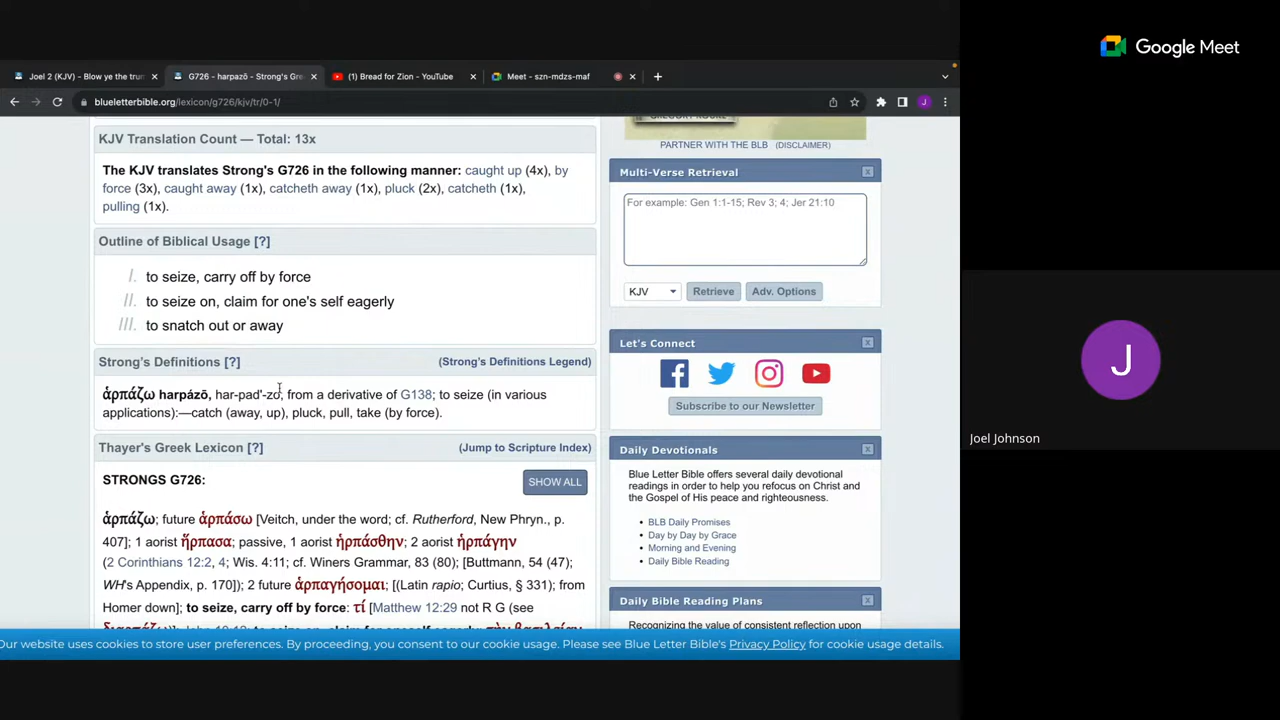 Google Meet
Joel 2 (KJV) - Blow ye the trun
G726 - harpazō - Strong's Gre
(1) Bread for Zion - YouTube
Meet - szn-mdzs-maf
blueletterbible.org/lexicon/g726/kjv/tr/0-1/
J
KJV Translation Count — Total: 13x
The KJV translates Strong's G726 in the following manner: caught up (4x), by
force (3x), caught away (1x), catcheth away (1x), pluck (2x), catcheth (1x),
pulling (1x).
Outline of Biblical Usage [?]
I. to seize, carry off by force
II. to seize on, claim for one's self eagerly
III. to snatch out or away
Strong's Definitions [?]
(Strong's Definitions Legend)
ἁρπάζω harpázō, har-pad'-zo; from a derivative of G138; to seize (in various
applications):—catch (away, up), pluck, pull, take (by force).
Thayer's Greek Lexicon [?]
(Jump to Scripture Index)
STRONGS G726:
SHOW ALL
ἁρπάζω; future ἁρπάσω [Veitch, under the word; cf. Rutherford, New Phryn., p.
407]; 1 aorist ἥρπασα; passive, 1 aorist ἡρπάσθην; 2 aorist ἡρπάγην
(2 Corinthians 12:2, 4; Wis. 4:11; cf. Winers Grammar, 83 (80); [Buttmann, 54 (47);
WH's Appendix, p. 170]); 2 future ἁρπαγήσομαι; [(Latin rapio; Curtius, § 331); from
Homer down]; to seize, carry off by force: τί [Matthew 12:29 not R G (see
PARTNER WITH THE BLB (DISCLAIMER)
Multi-Verse Retrieval
For example: Gen 1:1-15; Rev 3; 4; Jer 21:10
KJV
Retrieve
Adv. Options
Let's Connect
Subscribe to our Newsletter
Daily Devotionals
Blue Letter Bible offers several daily devotional
readings in order to help you refocus on Christ and
the Gospel of His peace and righteousness.
BLB Daily Promises
Day by Day by Grace
Morning and Evening
Daily Bible Reading
Daily Bible Reading Plans
Recognizing the value of consistent reflection upon
Our website uses cookies to store user preferences. By proceeding, you consent to our cookie usage. Please see Blue Letter Bible's Privacy Policy for cookie usage details.
J
Joel Johnson